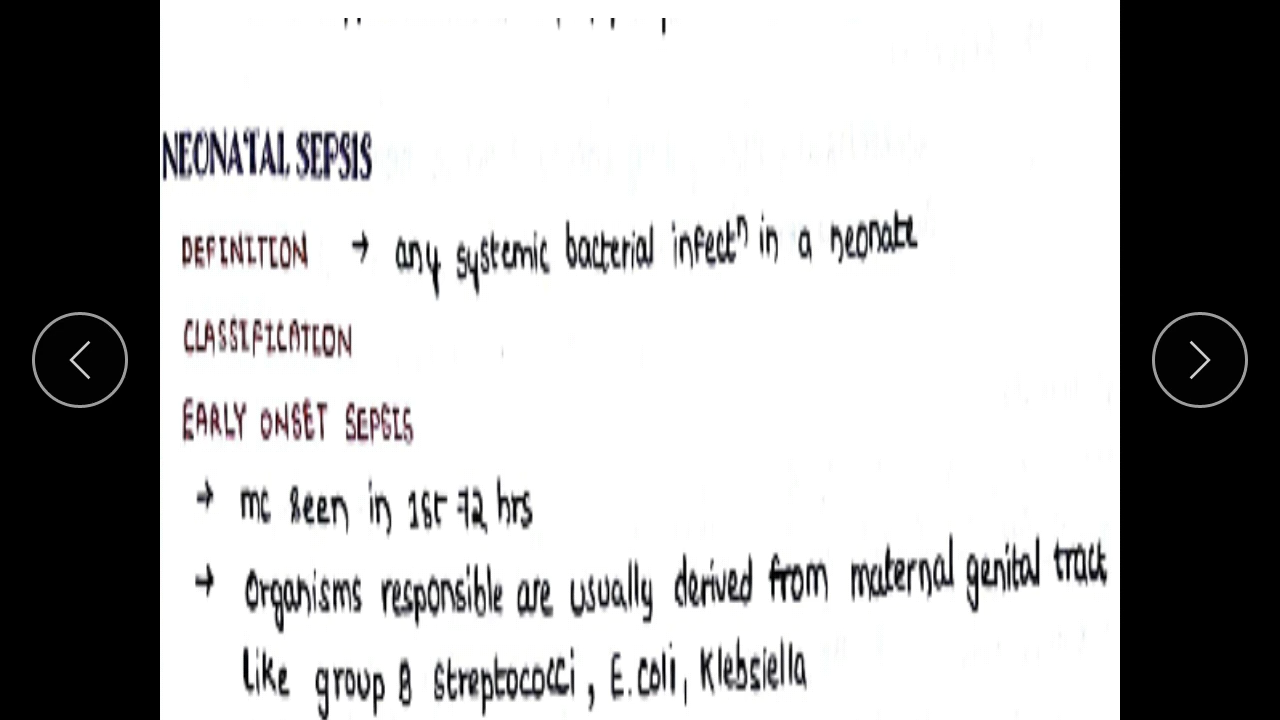 NEONATAL SEPSIS
DEFINITION → any systemic bacterial infectⁿ in a neonate
CLASSIFICATION
EARLY ONSET SEPSIS
→ mc seen in 1st 72 hrs
→ Organisms responsible are usually derived from maternal genital tract
like group B streptococci, E.coli, Klebsiella